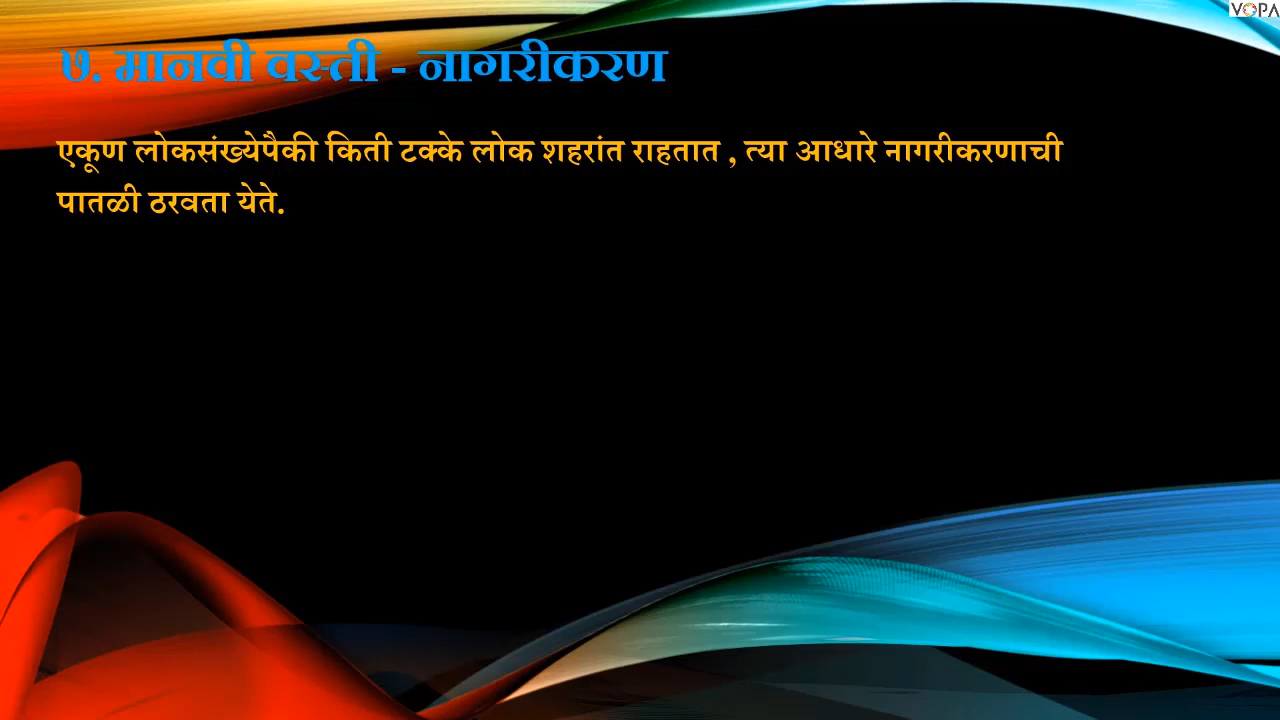 VOPA
७. मानवी वस्ती - नागरीकरण
एकूण लोकसंख्येपैकी किती टक्के लोक शहरांत राहतात , त्या आधारे नागरीकरणाची
पातळी ठरवता येते.